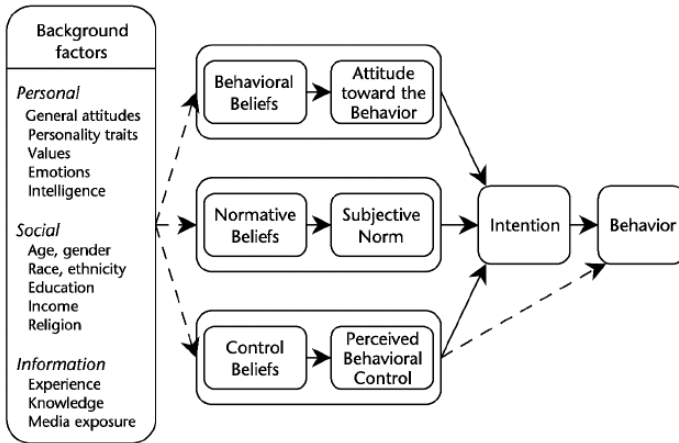 Background
factors
Personal
General attitudes
Personality traits
Values
Emotions
Intelligence
Social
Age, gender
Race, ethnicity
Education
Income
Religion
Information
Experience
Knowledge
Media exposure
Behavioral
Beliefs
Attitude
toward the
Behavior
Normative
Beliefs
Subjective
Norm
Control
Beliefs
Perceived
Behavioral
Control
Intention
Behavior